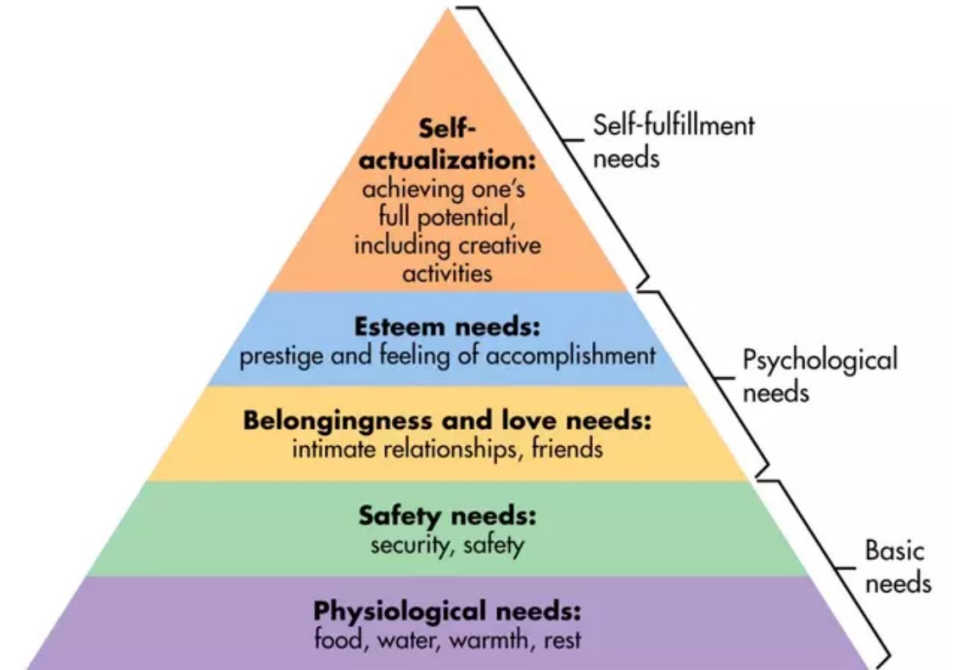 Self-
actualization:
achieving one's
full potential,
including creative
activities
Self-fulfillment
needs
Esteem needs:
prestige and feeling of accomplishment
Psychological
needs
Belongingness and love needs:
intimate relationships, friends
Safety needs:
security, safety
Basic
needs
Physiological needs:
food, water, warmth, rest